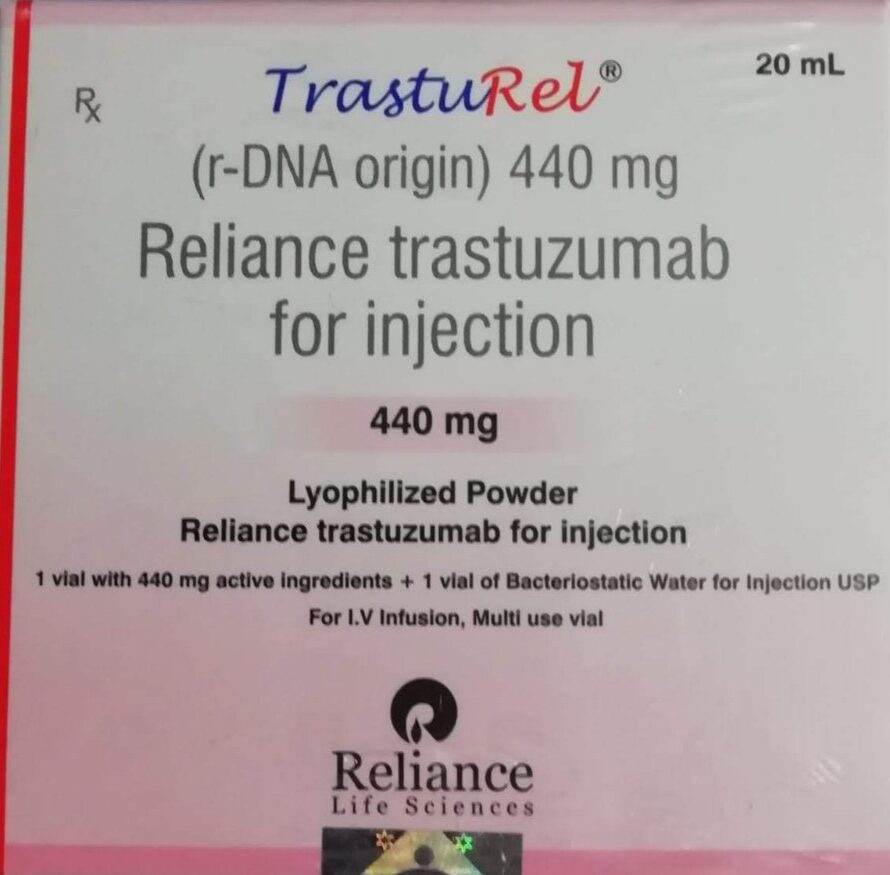 20 mL
Rx
TrastuRel®
(r-DNA origin) 440 mg
Reliance trastuzumab
for injection
440 mg
Lyophilized Powder
Reliance trastuzumab for injection
1 vial with 440 mg active ingredients + 1 vial of Bacteriostatic Water for Injection USP
For I.V Infusion, Multi use vial
Reliance
Life Sciences